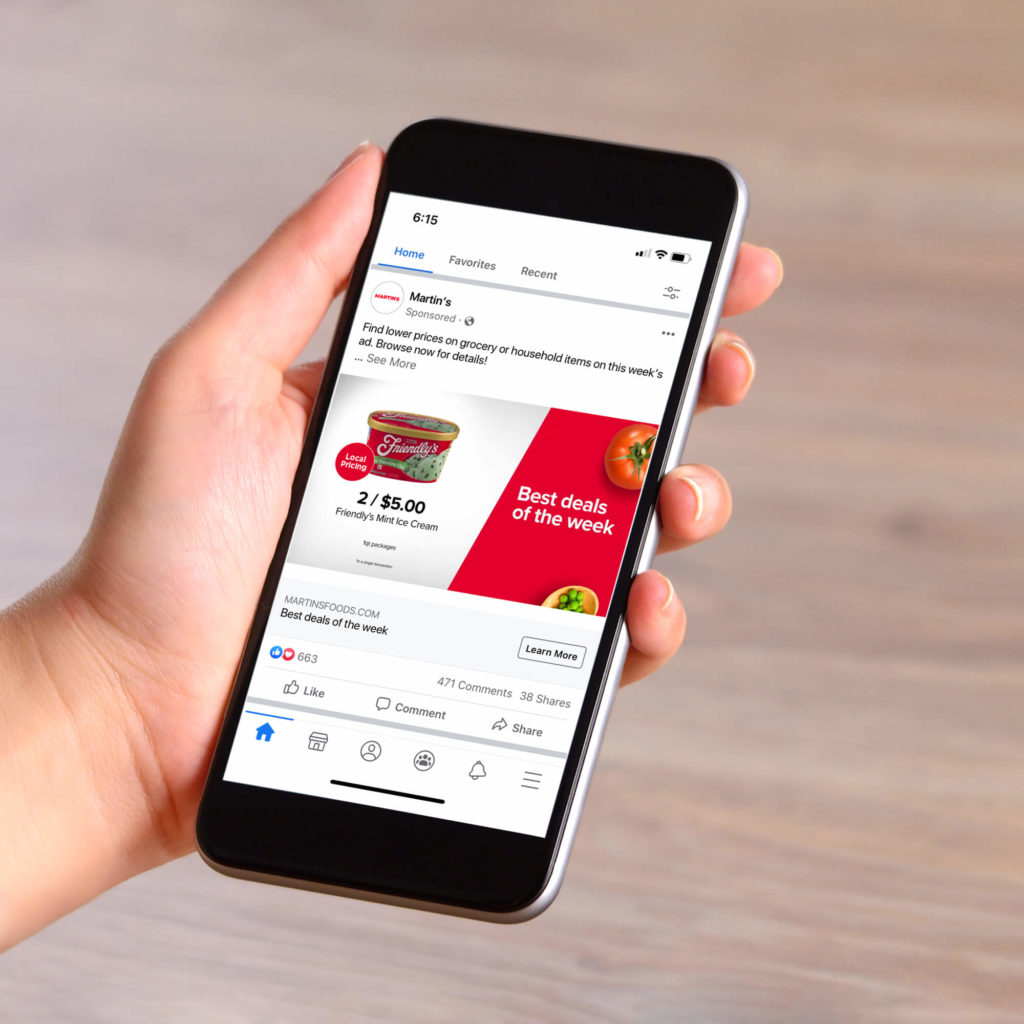 6:15
Home Favorites Recent
MARTIN'S
Martin's
Sponsored ·
Find lower prices on grocery or household items on this week's
ad. Browse now for details!
... See More
Friendly's
Local
Pricing
2 / $5.00
Friendly's Mint Ice Cream
1qt packages
*In a single transaction
Best deals
of the week
MARTINSFOODS.COM
Best deals of the week
Learn More
663
471 Comments 38 Shares
Like Comment Share